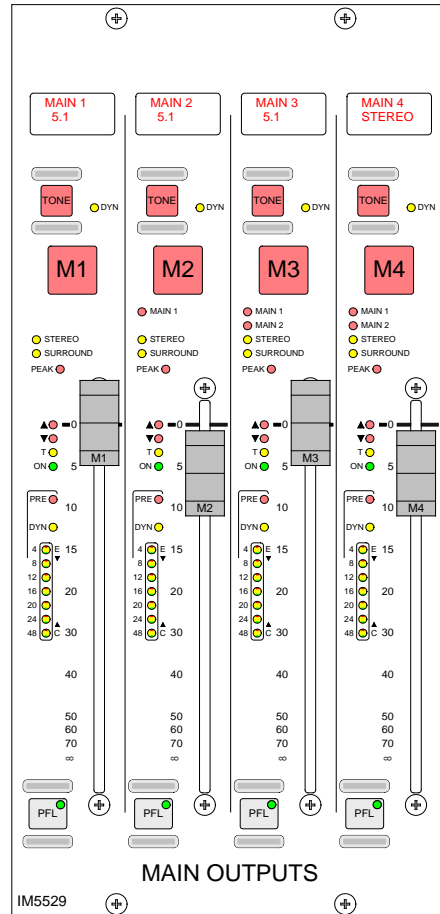 MAIN 1
5.1
MAIN 2
5.1
MAIN 3
5.1
MAIN 4
STEREO
TONE
DYN
TONE
DYN
TONE
DYN
TONE
DYN
M1
M2
M3
M4
STEREO
SURROUND
PEAK
0
T
ON
5
PRE
10
DYN
4 E 15
8
12
16 20
20
24
48 C 30
40
50
60
70
∞
M1
PFL
MAIN 1
STEREO
SURROUND
PEAK
0
T
ON
5
PRE
10
DYN
4 E 15
8
12
16 20
20
24
48 C 30
40
50
60
70
∞
M2
PFL
MAIN 1
MAIN 2
STEREO
SURROUND
PEAK
0
T
ON
5
PRE
10
DYN
4 E 15
8
12
16 20
20
24
48 C 30
40
50
60
70
∞
M3
PFL
MAIN 1
MAIN 2
STEREO
SURROUND
PEAK
0
T
ON
5
PRE
10
DYN
4 E 15
8
12
16 20
20
24
48 C 30
40
50
60
70
∞
M4
PFL
MAIN OUTPUTS
IM5529